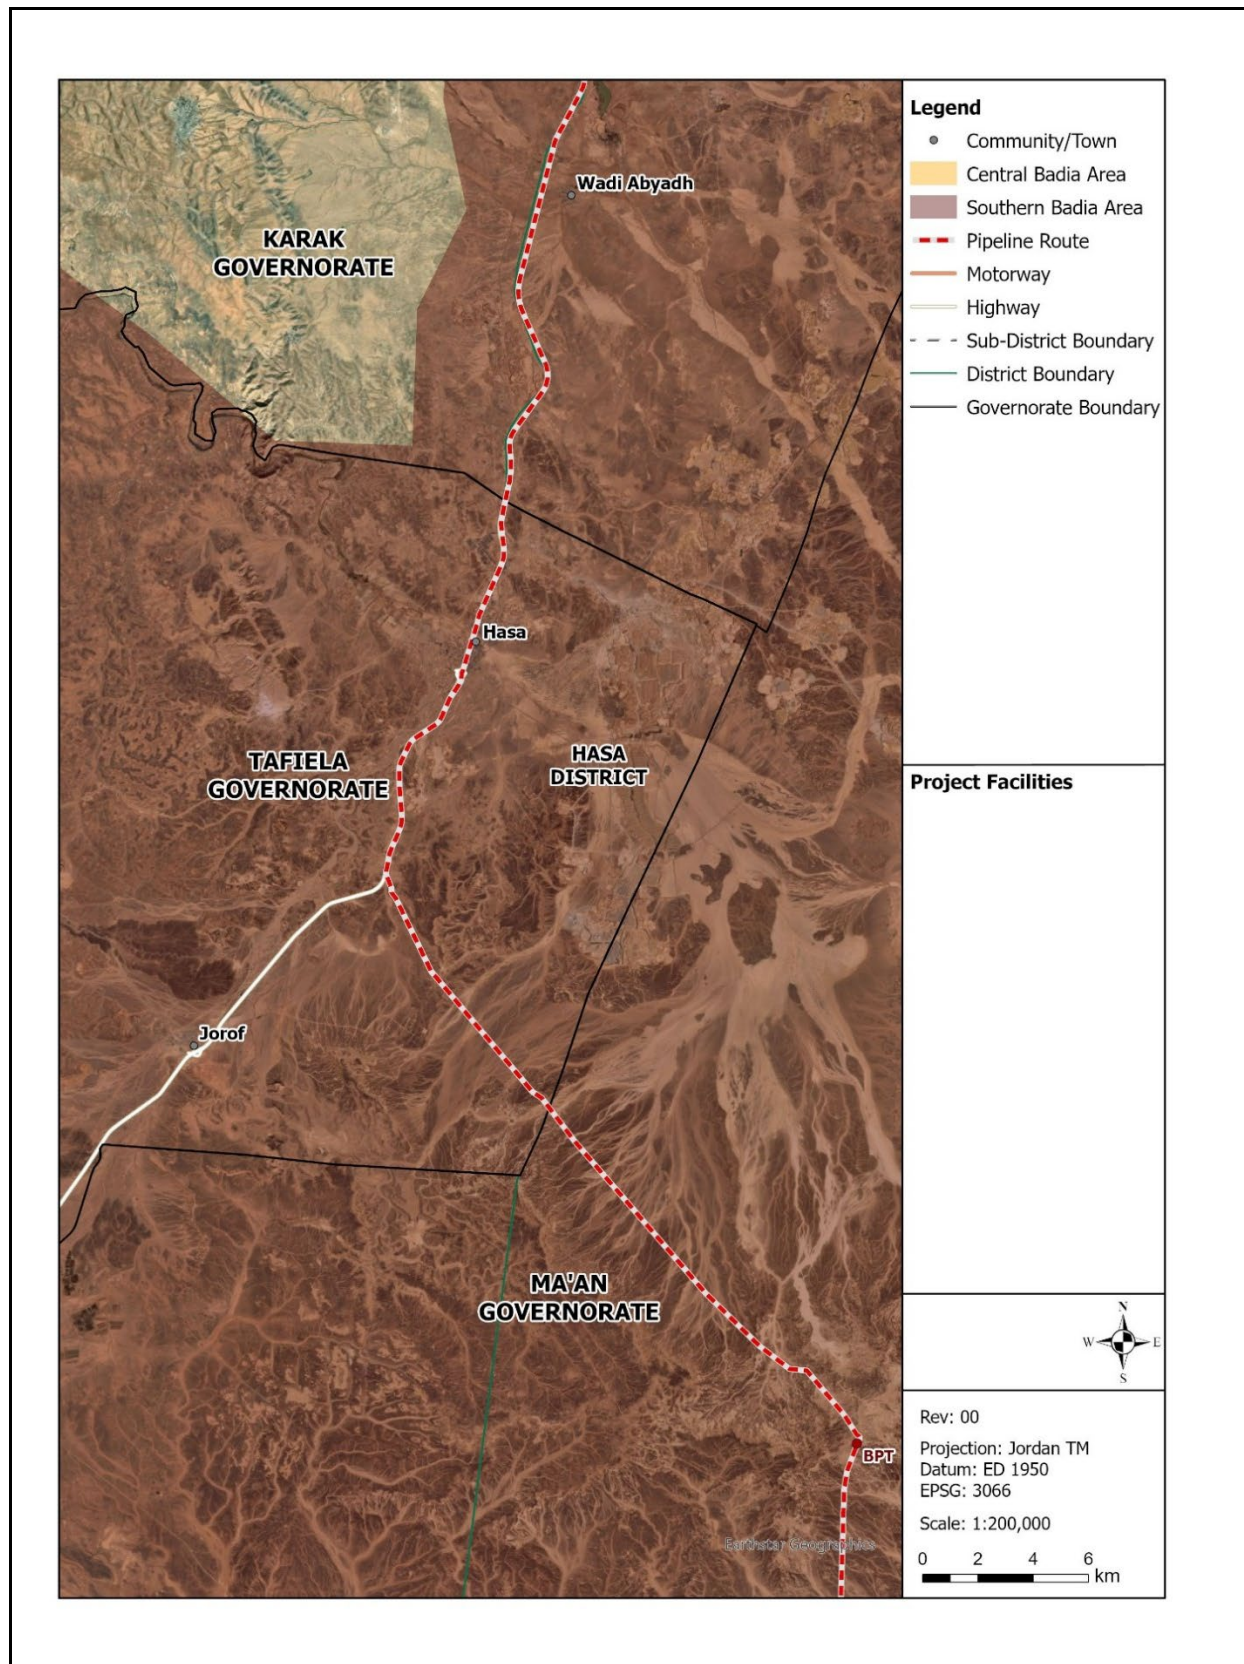 Wadi Abyadh
KARAK
GOVERNORATE
Hasa
TAFIELA
GOVERNORATE
HASA
DISTRICT
Jorof
MA'AN
GOVERNORATE
BPT
Earthstar Geographics
Legend
Community/Town
Central Badia Area
Southern Badia Area
Pipeline Route
Motorway
Highway
Sub-District Boundary
District Boundary
Governorate Boundary
Project Facilities
N
W E
S
Rev: 00
Projection: Jordan TM
Datum: ED 1950
EPSG: 3066
Scale: 1:200,000
0 2 4 6
km